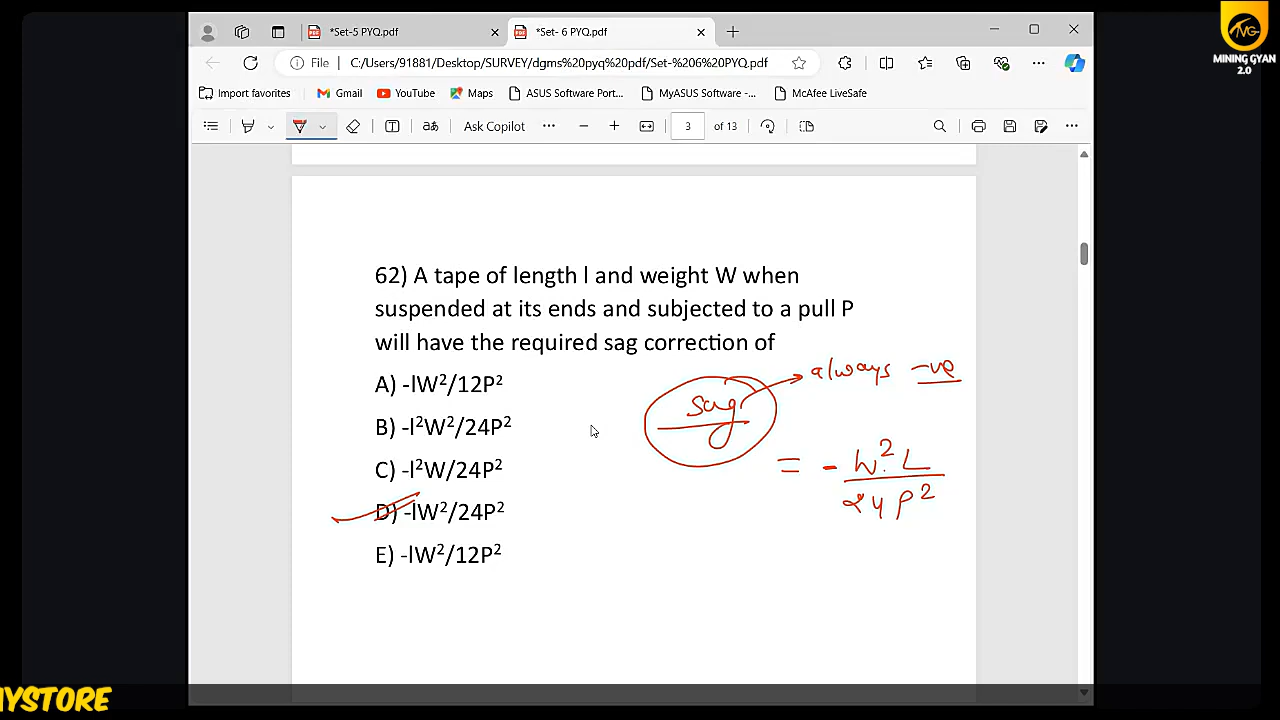 *Set-5 PYQ.pdf
*Set- 6 PYQ.pdf
MINING GYAN
2.0
File
C:/Users/91881/Desktop/SURVEY/dgms%20pyq%20pdf/Set-%206%20PYQ.pdf
Import favorites
Gmail
YouTube
Maps
ASUS Software Port...
MyASUS Software -...
McAfee LiveSafe
Ask Copilot
3
of 13
62) A tape of length l and weight W when
suspended at its ends and subjected to a pull P
will have the required sag correction of
A) -lW²/12P²
B) -l²W²/24P²
C) -l²W/24P²
D) -lW²/24P²
E) -lW²/12P²
sag
always -ve
= - W² L
24 P²
MYSTORE